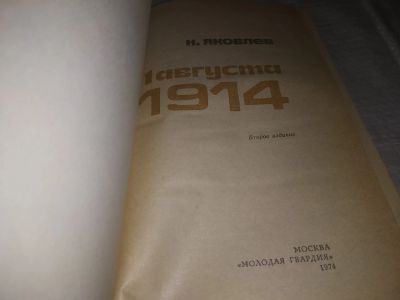 Н. ЯКОВЛЕВ
1 августа
1914
Второе издание
МОСКВА
«МОЛОДАЯ ГВАРДИЯ»
1974